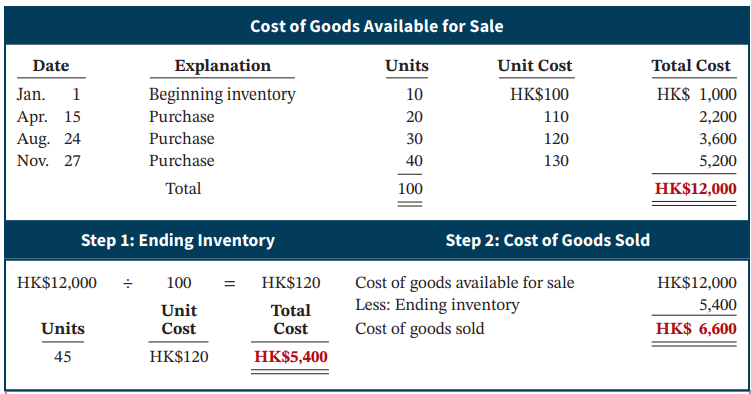 Cost of Goods Available for Sale
Date Explanation Units Unit Cost Total Cost
Jan. 1 Beginning inventory 10 HK$100 HK$ 1,000
Apr. 15 Purchase 20 110 2,200
Aug. 24 Purchase 30 120 3,600
Nov. 27 Purchase 40 130 5,200
Total 100 HK$12,000
Step 1: Ending Inventory
HK$12,000 ÷ 100 = HK$120
Units Unit Cost Total Cost
45 HK$120 HK$5,400
Step 2: Cost of Goods Sold
Cost of goods available for sale HK$12,000
Less: Ending inventory 5,400
Cost of goods sold HK$ 6,600